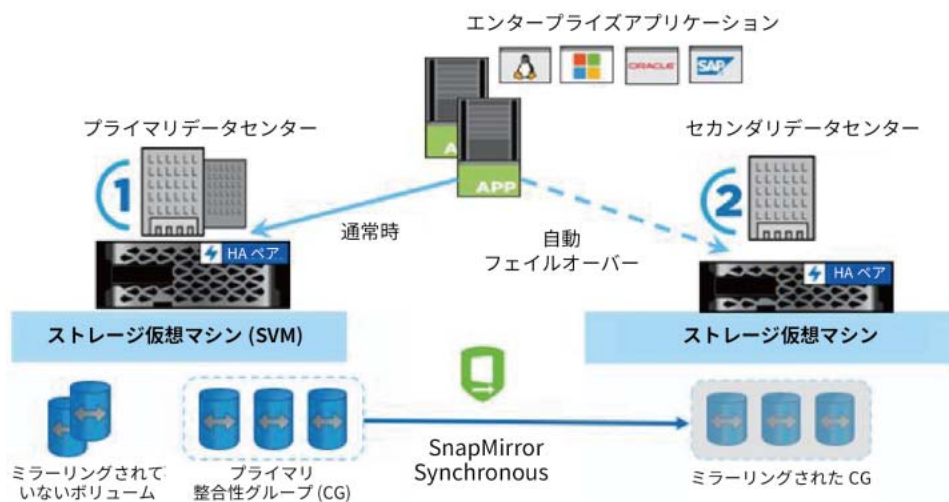 エンタープライズアプリケーション
ORACLE
SAP
プライマリデータセンター
セカンダリデータセンター
1
APP
2
通常時
自動
フェイルオーバー
HA ペア
HA ペア
ストレージ仮想マシン (SVM)
ストレージ仮想マシン
SnapMirror
Synchronous
ミラーリングされて
いないボリューム
プライマリ
整合性グループ (CG)
ミラーリングされた CG